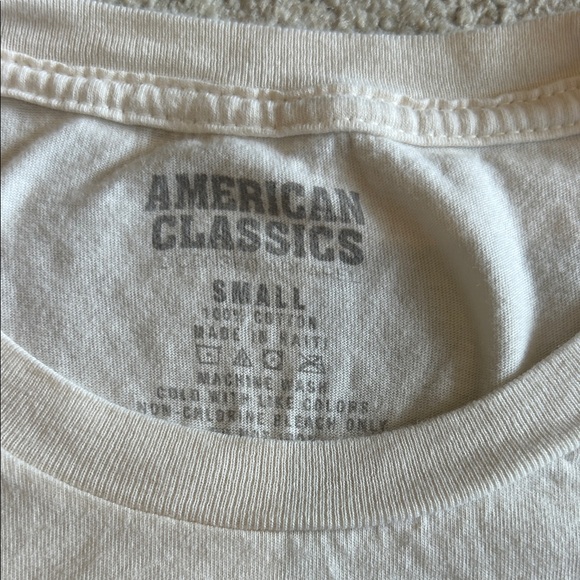 AMERICAN
CLASSICS
SMALL
100% COTTON
MADE IN HAITI
MACHINE WASH
COLD WITH LIKE COLORS
NON-CHLORINE BLEACH ONLY